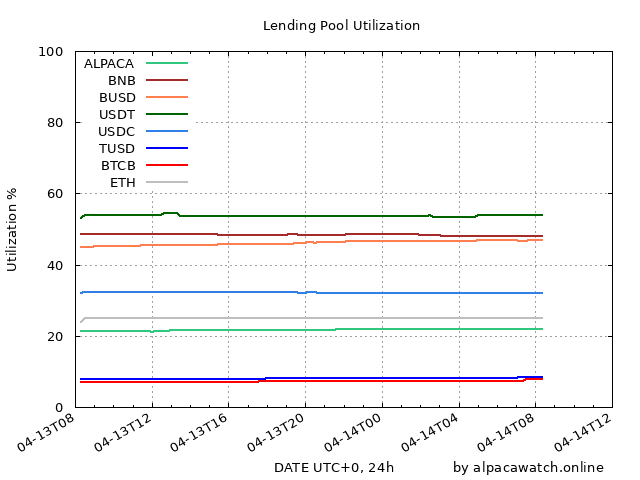 Lending Pool Utilization
Utilization %
100
80
60
40
20
0
ALPACA
BNB
BUSD
USDT
USDC
TUSD
BTCB
ETH
04-13T08
04-13T12
04-13T16
04-13T20
04-14T00
04-14T04
04-14T08
04-14T12
DATE UTC+0, 24h
by alpacawatch.online